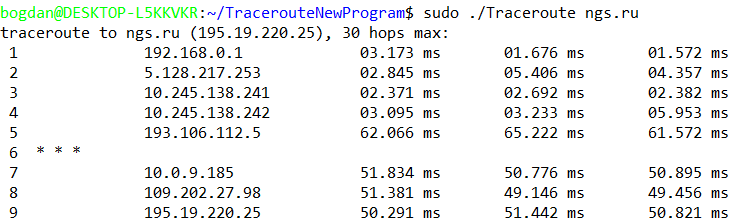 bogdan@DESKTOP-L5KKVKR:~/TracerouteNewProgram$ sudo ./Traceroute ngs.ru
traceroute to ngs.ru (195.19.220.25), 30 hops max:
1 192.168.0.1 03.173 ms 01.676 ms 01.572 ms
2 5.128.217.253 02.845 ms 05.406 ms 04.357 ms
3 10.245.138.241 02.371 ms 02.692 ms 02.382 ms
4 10.245.138.242 03.095 ms 03.233 ms 05.953 ms
5 193.106.112.5 62.066 ms 65.222 ms 61.572 ms
6 * * *
7 10.0.9.185 51.834 ms 50.776 ms 50.895 ms
8 109.202.27.98 51.381 ms 49.146 ms 49.456 ms
9 195.19.220.25 50.291 ms 51.442 ms 50.821 ms